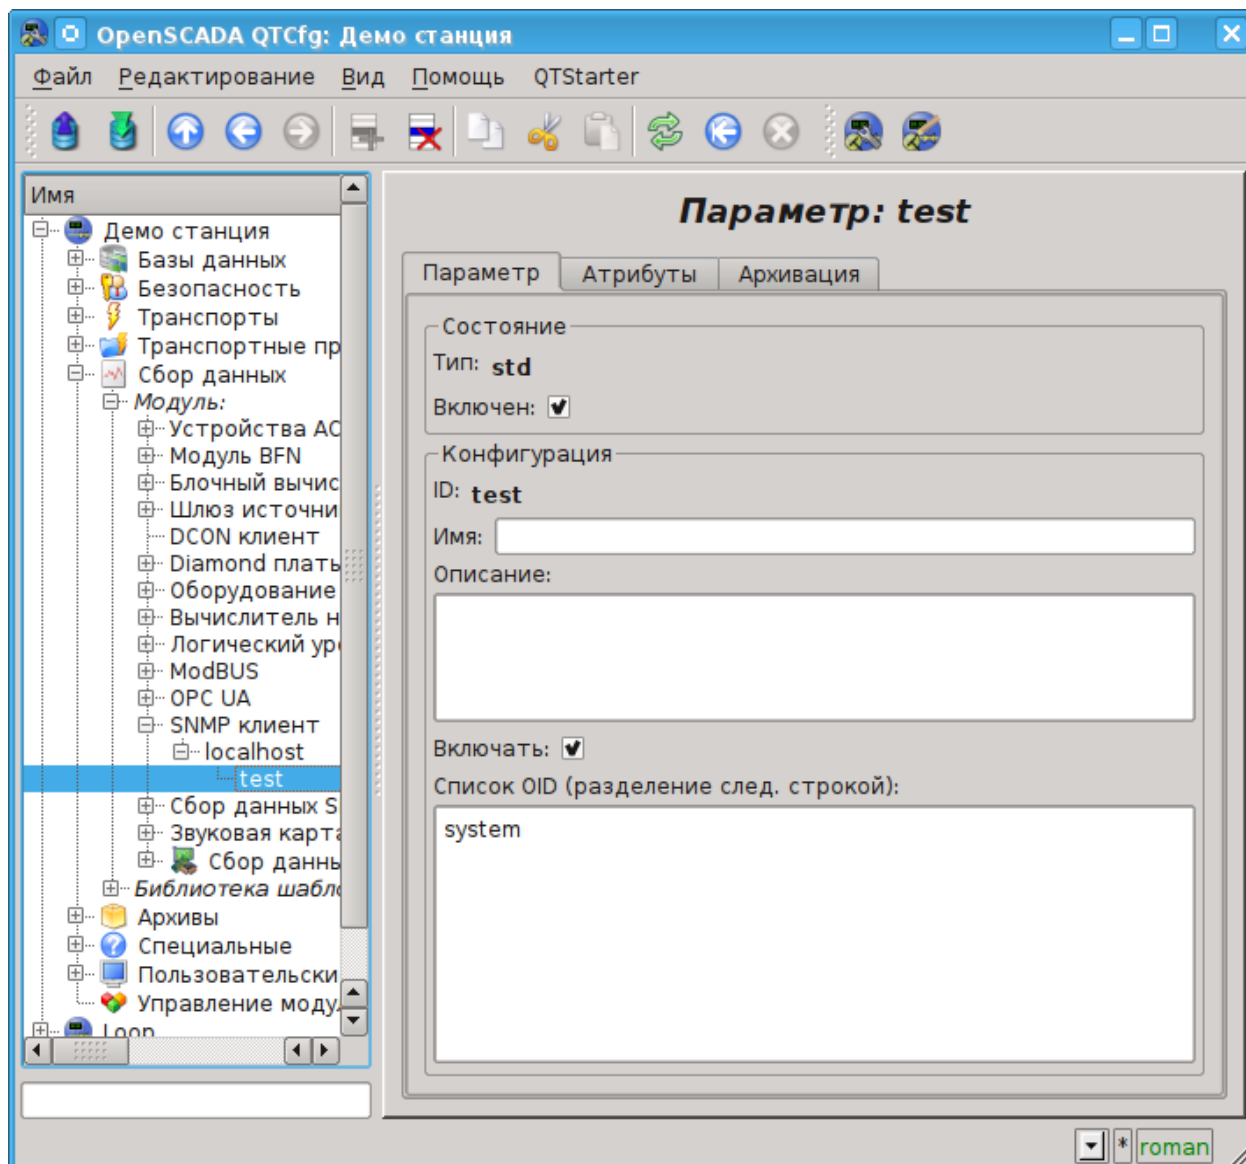 OpenSCADA QTCfg: Демо станция
Файл Редактирование Вид Помощь QTStarter
Имя
Демо станция
Базы данных
Безопасность
Транспорты
Транспортные пр
Сбор данных
Модуль:
Устройства АС
Модуль BFN
Блочный вычис
Шлюз источни
DCON клиент
Diamond плать
Оборудование
Вычислитель н
Логический уро
ModBUS
OPC UA
SNMP клиент
localhost
test
Сбор данных S
Звуковая карта
Сбор даннь
Библиотека шабло
Архивы
Специальные
Пользовательски
Управление моду
Loop
Параметр: test
Параметр Атрибуты Архивация
Состояние
Тип: std
Включен:
Конфигурация
ID: test
Имя:
Описание:
Включать:
Список OID (разделение след. строкой):
system
* roman